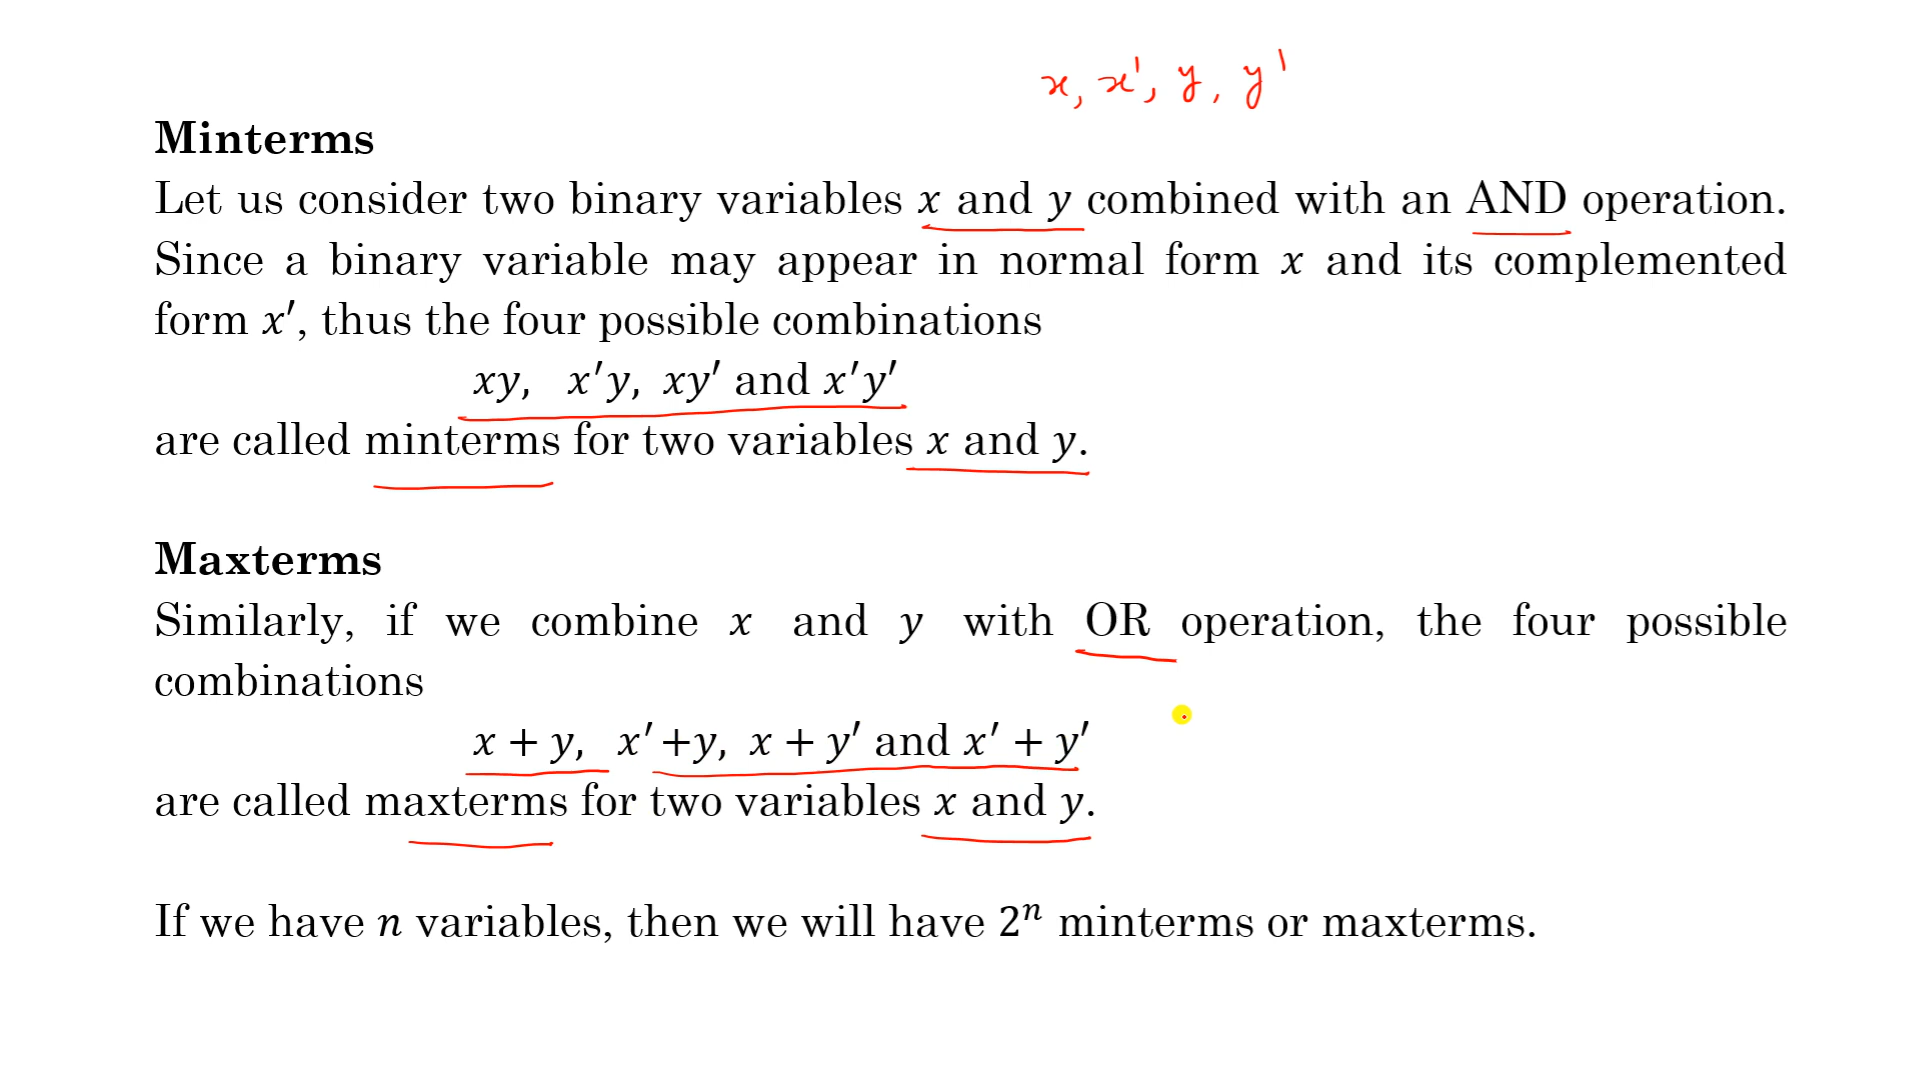 x, x', y, y'
Minterms
Let us consider two binary variables x and y combined with an AND operation.
Since a binary variable may appear in normal form x and its complemented
form x′, thus the four possible combinations
xy, x′y, xy′ and x′y′
are called minterms for two variables x and y.
Maxterms
Similarly, if we combine x and y with OR operation, the four possible
combinations
x + y, x′+y, x + y′ and x′ + y′
are called maxterms for two variables x and y.
If we have n variables, then we will have 2ⁿ minterms or maxterms.